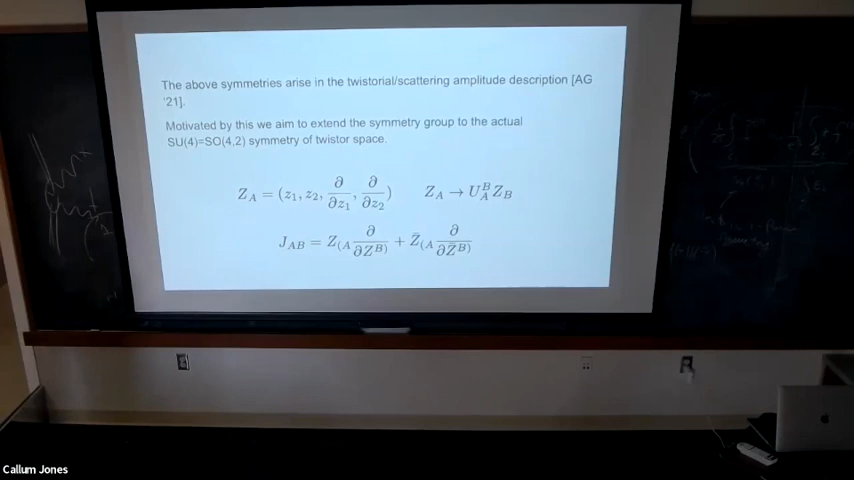 The above symmetries arise in the twistorial/scattering amplitude description [AG
'21].
Motivated by this we aim to extend the symmetry group to the actual
SU(4)=SO(4,2) symmetry of twistor space.
Z_A = (z_1, z_2, ∂/∂z_1, ∂/∂z_2)    Z_A → U_A^B Z_B
J_{AB} = Z_{(A} ∂/∂Z^{B)} + Z̄_{(A} ∂/∂Z̄^{B)}
Callum Jones